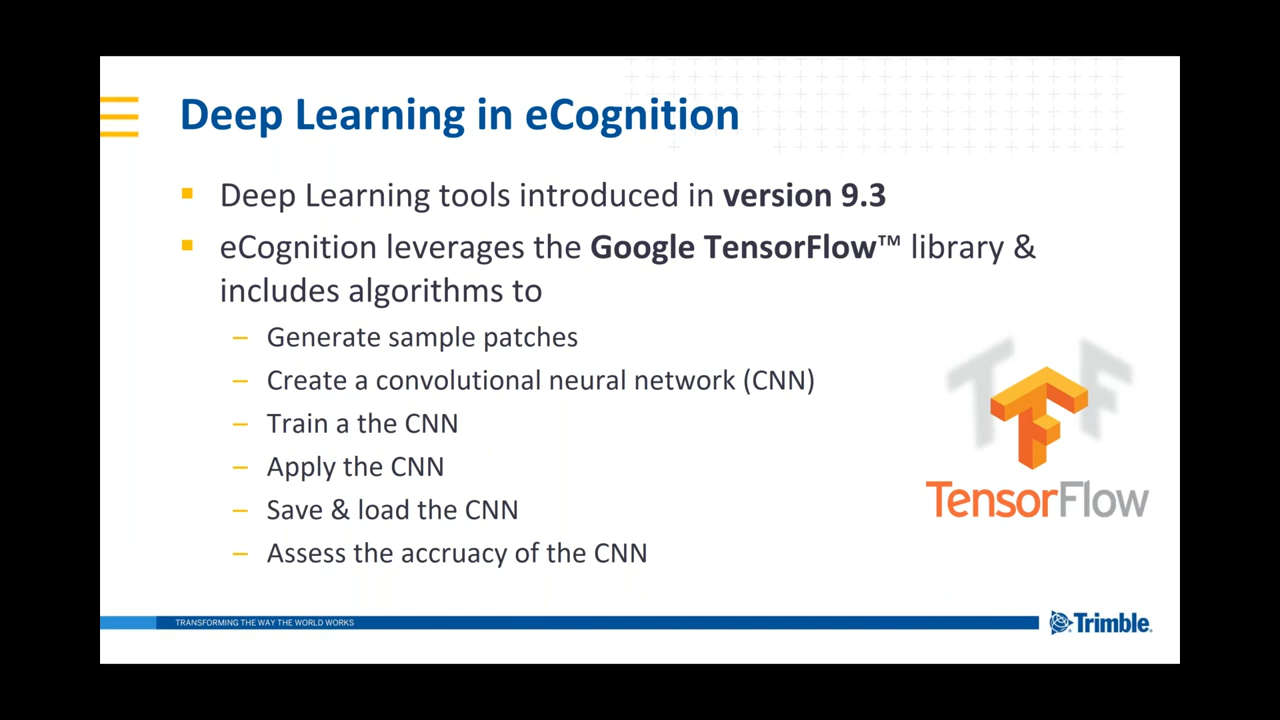 Deep Learning in eCognition
Deep Learning tools introduced in version 9.3
eCognition leverages the Google TensorFlow™ library &
includes algorithms to
– Generate sample patches
– Create a convolutional neural network (CNN)
– Train a the CNN
– Apply the CNN
– Save & load the CNN
– Assess the accruacy of the CNN
TensorFlow
TRANSFORMING THE WAY THE WORLD WORKS
Trimble